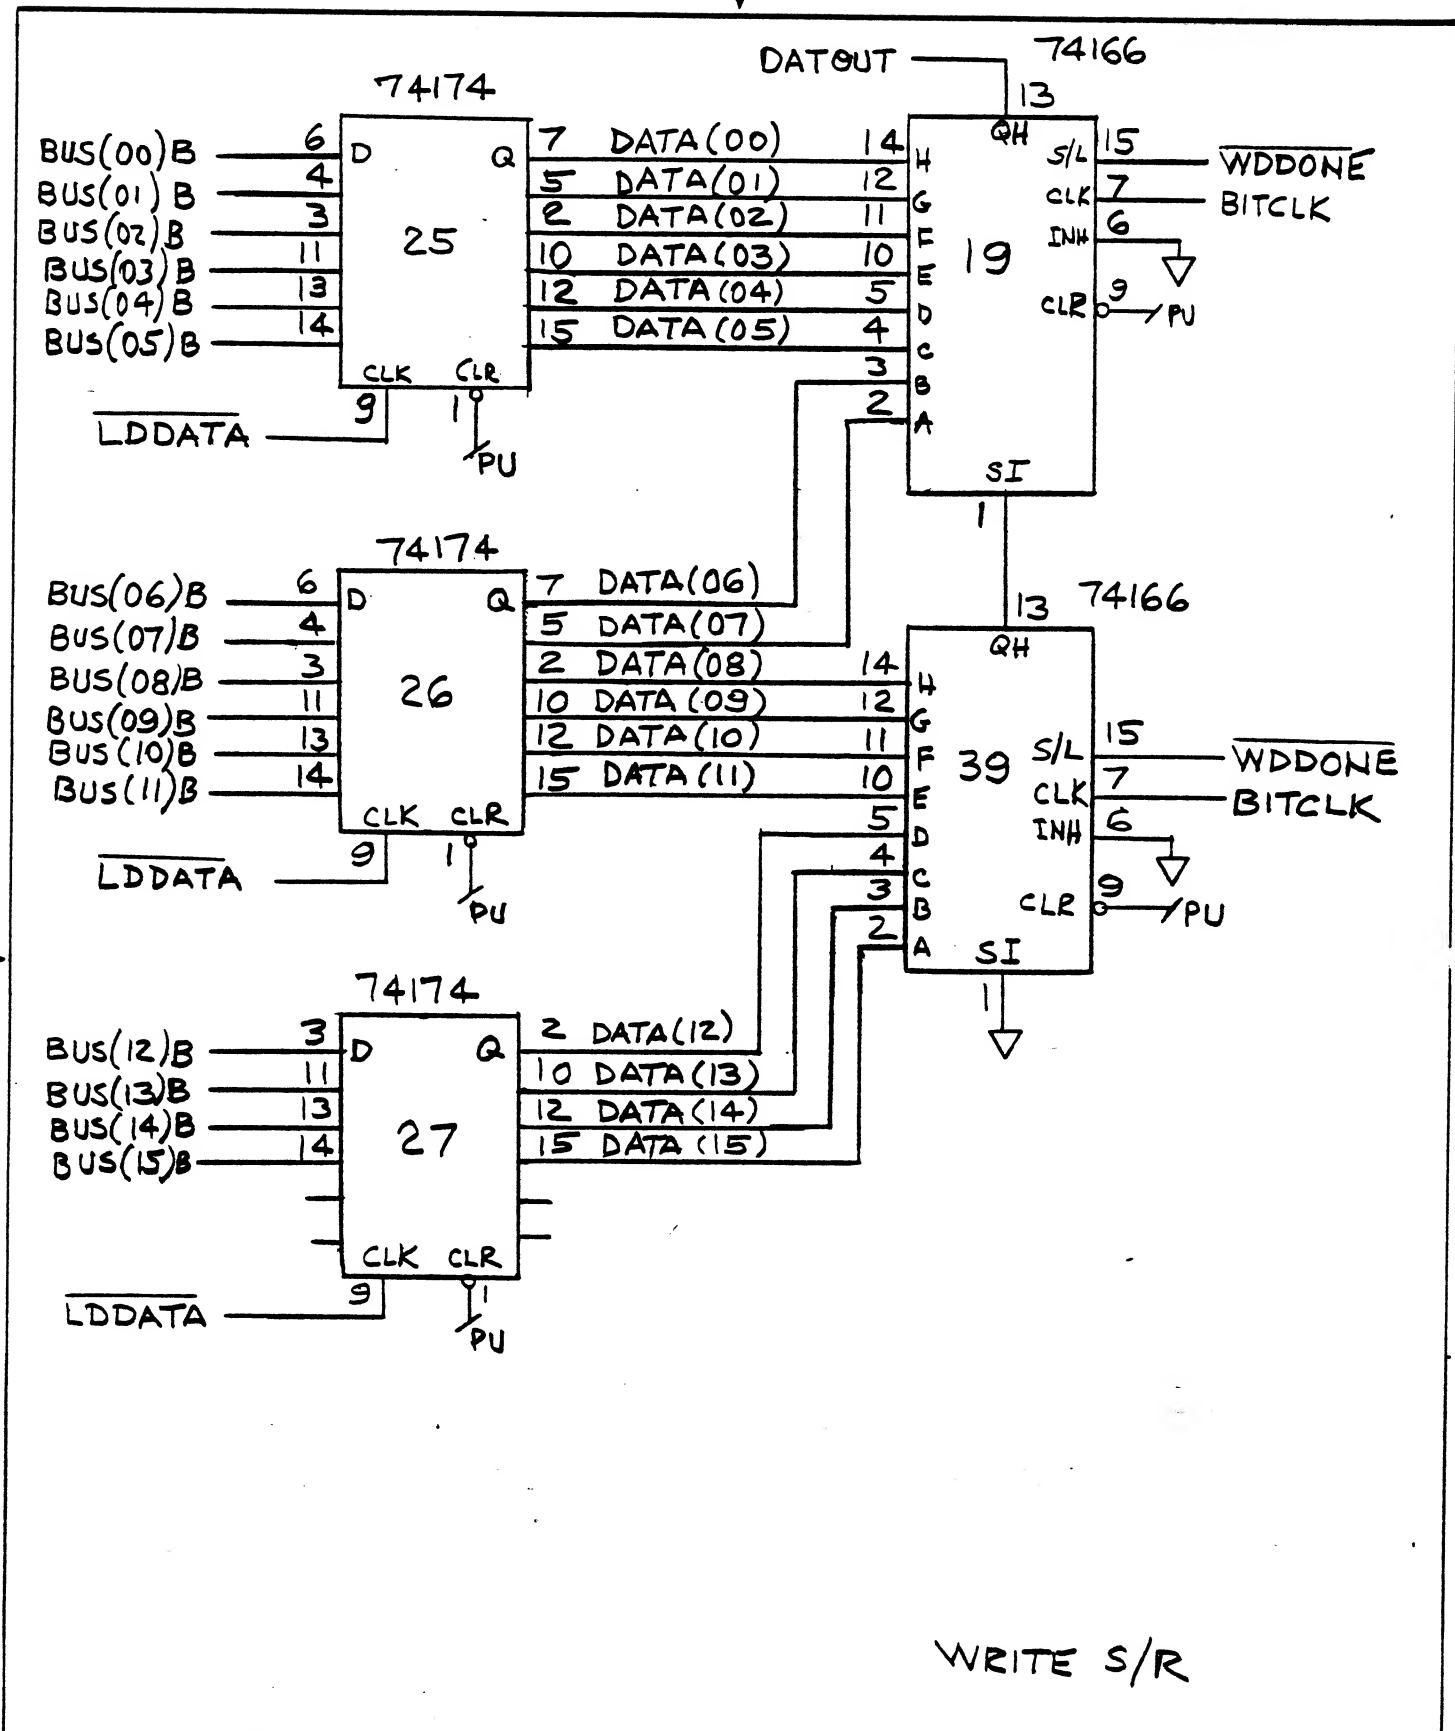 DATOUT 74166
74174 13
QH
BUS(00)B 6 D Q 7 DATA(00) 14 H S/L 15 W̅D̅D̅O̅N̅E̅
BUS(01)B 4 5 DATA(01) 12 G CLK 7 BITCLK
BUS(02)B 3 25 2 DATA(02) 11 F 19 INH 6
BUS(03)B 11 10 DATA(03) 10 E
BUS(04)B 13 12 DATA(04) 5 D CLR 9 PU
BUS(05)B 14 15 DATA(05) 4 C
CLK CLR 3 B
L̅D̅D̅A̅T̅A̅ 9 1 2 A
PU SI
1
74174
BUS(06)B 6 D Q 7 DATA(06) 13 74166
BUS(07)B 4 5 DATA(07) QH
BUS(08)B 3 26 2 DATA(08) 14 H
BUS(09)B 11 10 DATA(09) 12 G
BUS(10)B 13 12 DATA(10) 11 F 39 S/L 15 W̅D̅D̅O̅N̅E̅
BUS(11)B 14 15 DATA(11) 10 E CLK 7 BITCLK
CLK CLR 5 D INH 6
L̅D̅D̅A̅T̅A̅ 9 1 4 C
PU 3 B CLR 9 PU
2 A SI
74174 1
BUS(12)B 3 D Q 2 DATA(12)
BUS(13)B 11 10 DATA(13)
BUS(14)B 13 27 12 DATA(14)
BUS(15)B 14 15 DATA(15)
CLK CLR
L̅D̅D̅A̅T̅A̅ 9 1
PU
WRITE S/R